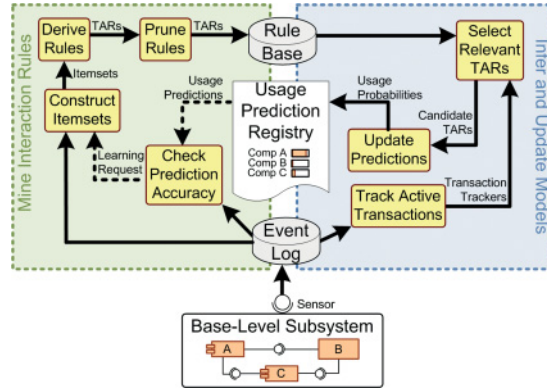 Mine Interaction Rules
Derive
Rules
TARs
Prune
Rules
TARs
Rule
Base
Select
Relevant
TARs
Infer and Update Models
Itemsets
Construct
Itemsets
Usage
Predictions
Usage
Prediction
Registry
Comp A
Comp B
Comp C
Usage
Probabilities
Candidate
TARs
Update
Predictions
Learning
Request
Check
Prediction
Accuracy
Track Active
Transactions
Transaction
Trackers
Event
Log
Sensor
Base-Level Subsystem
A
B
C